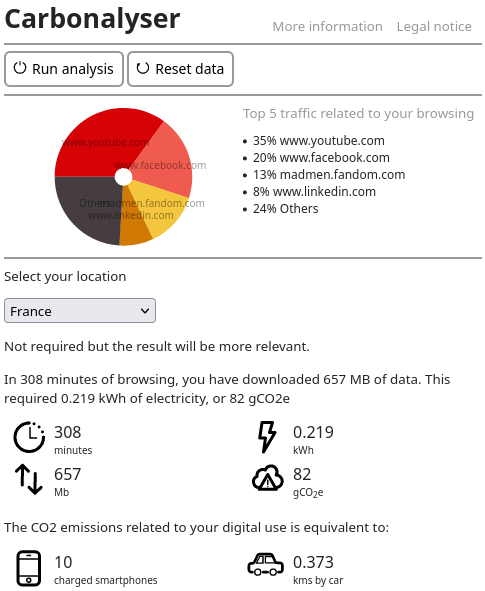 Carbonalyser
More information Legal notice
Run analysis
Reset data
Top 5 traffic related to your browsing
www.youtube.com
www.facebook.com
madmen.fandom.com
Others
www.linkedin.com
35% www.youtube.com
20% www.facebook.com
13% madmen.fandom.com
8% www.linkedin.com
24% Others
Select your location
France
Not required but the result will be more relevant.
In 308 minutes of browsing, you have downloaded 657 MB of data. This
required 0.219 kWh of electricity, or 82 gCO2e
308
minutes
0.219
kWh
657
Mb
82
gCO₂e
The CO2 emissions related to your digital use is equivalent to:
10
charged smartphones
0.373
kms by car